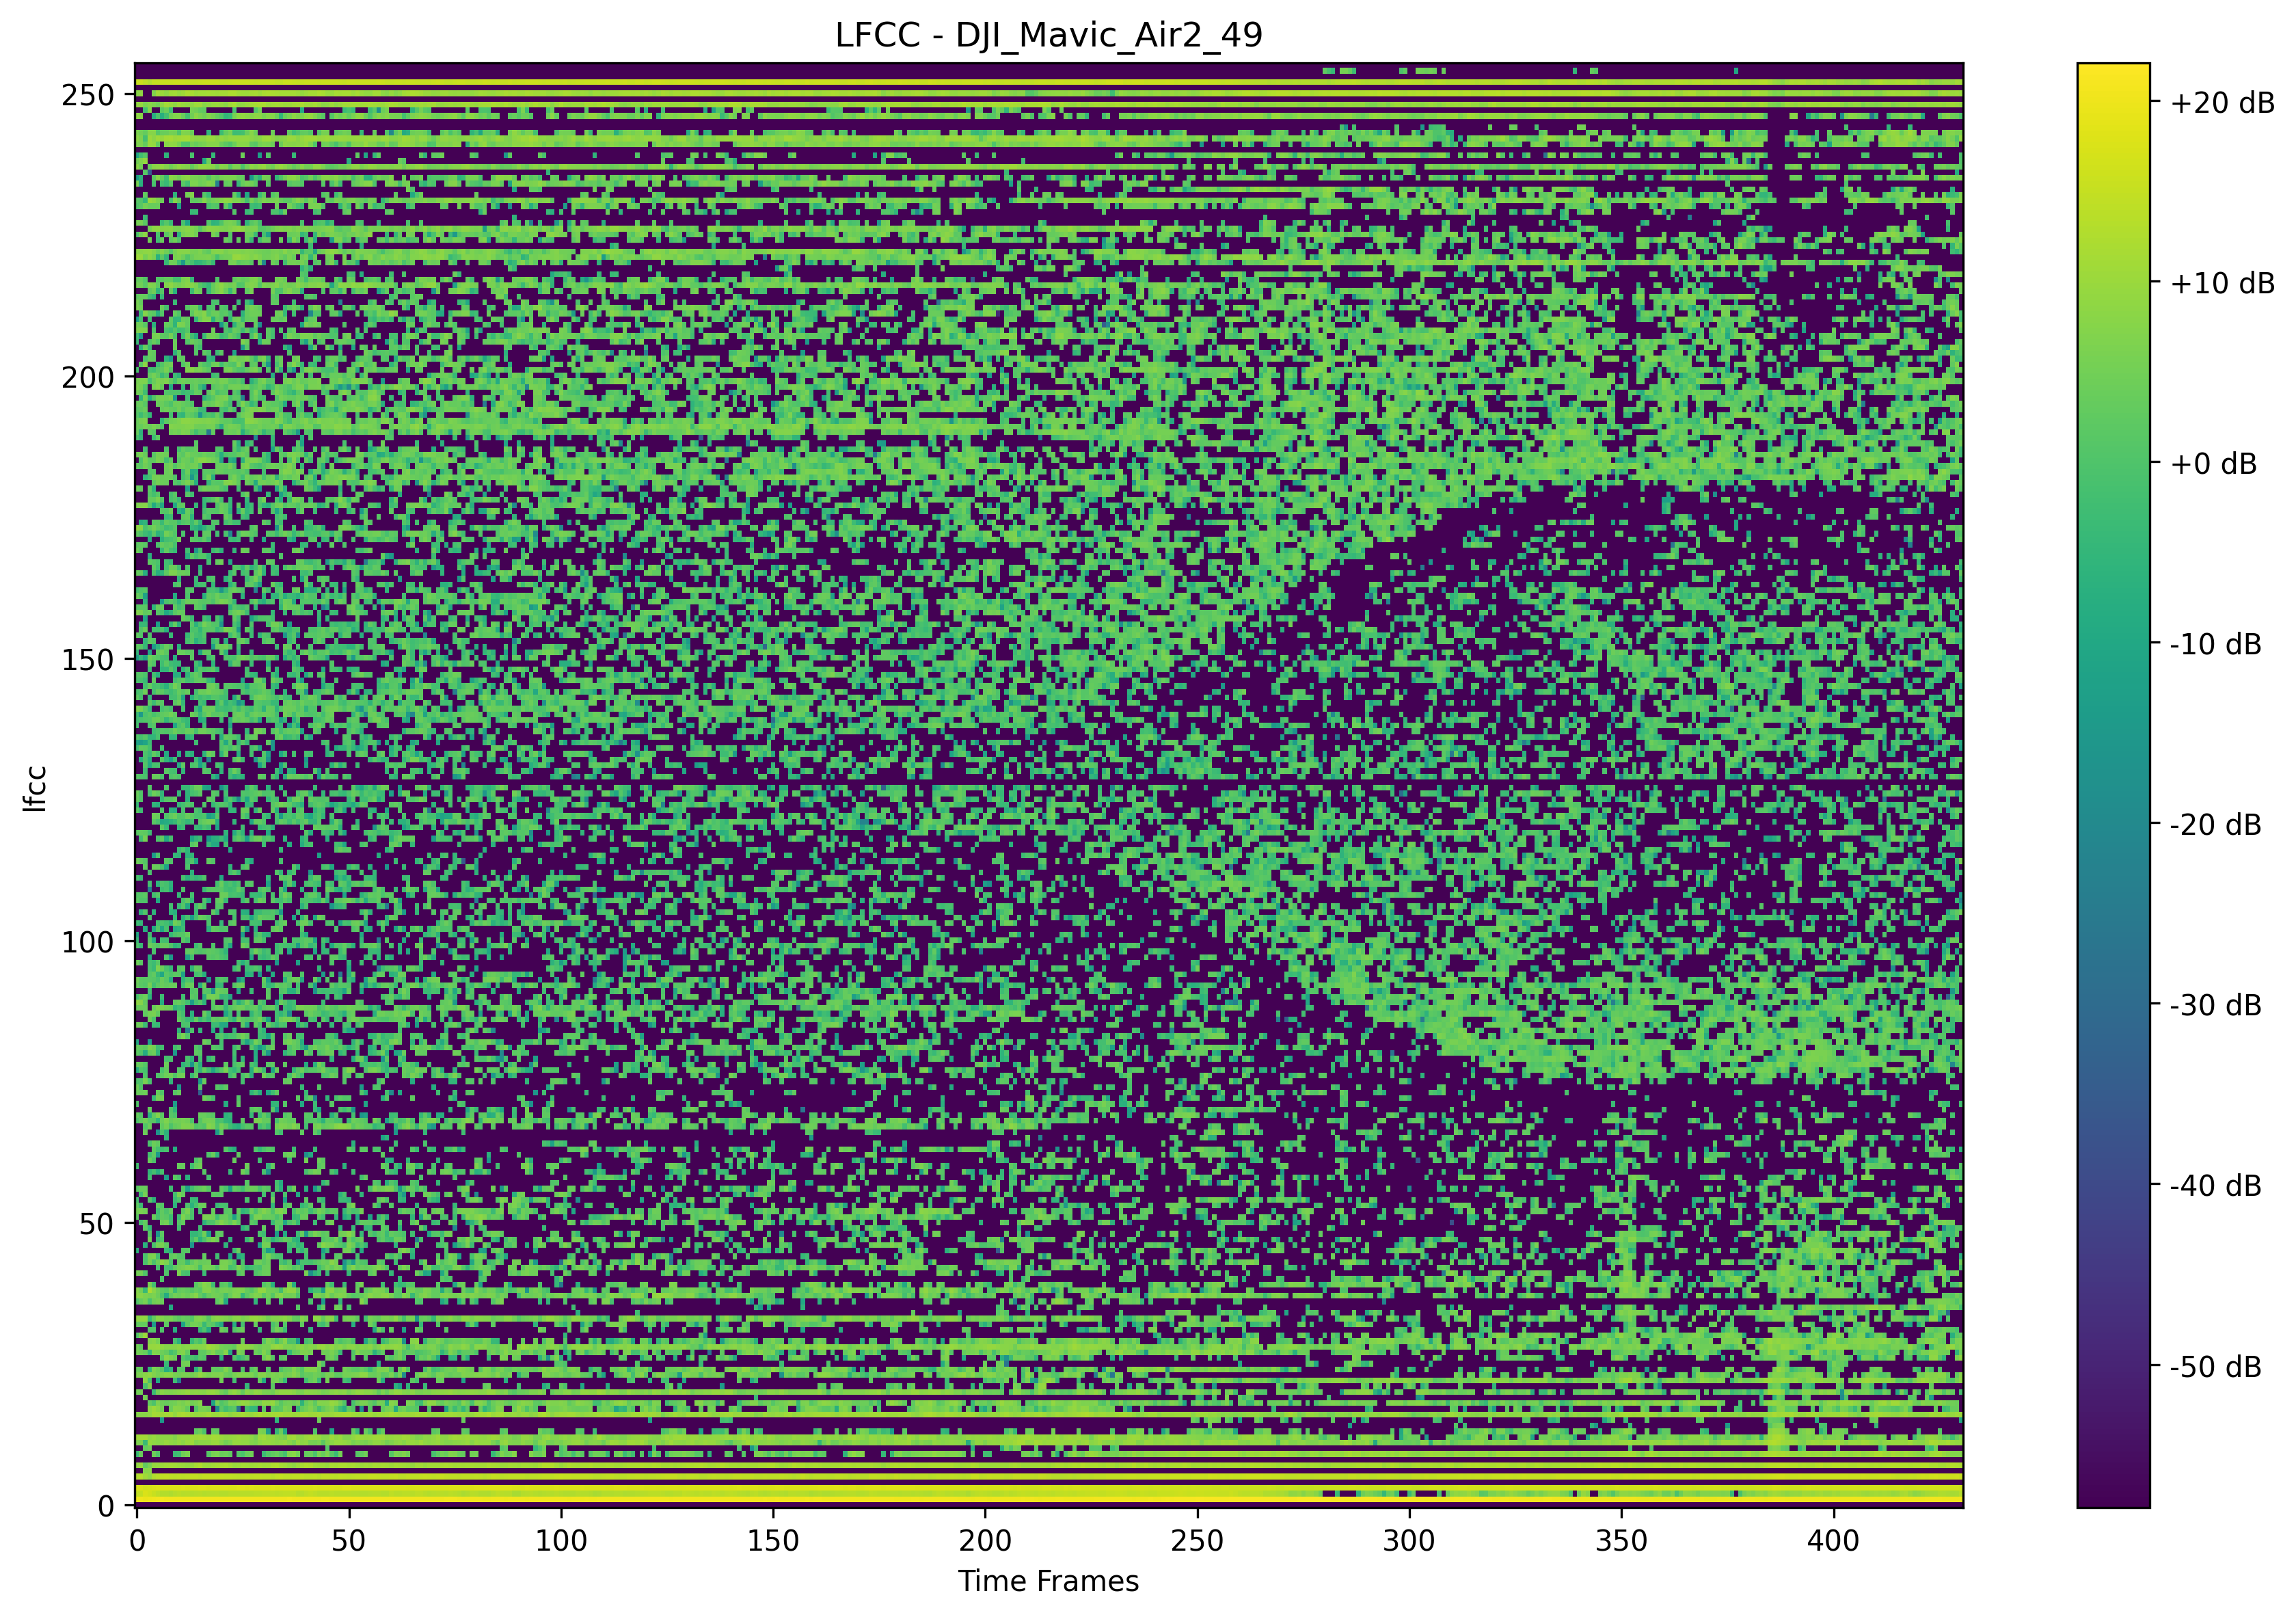 LFCC - DJI_Mavic_Air2_49
250
200
150
100
50
0
lfcc
0 50 100 150 200 250 300 350 400
Time Frames
+20 dB
+10 dB
+0 dB
-10 dB
-20 dB
-30 dB
-40 dB
-50 dB